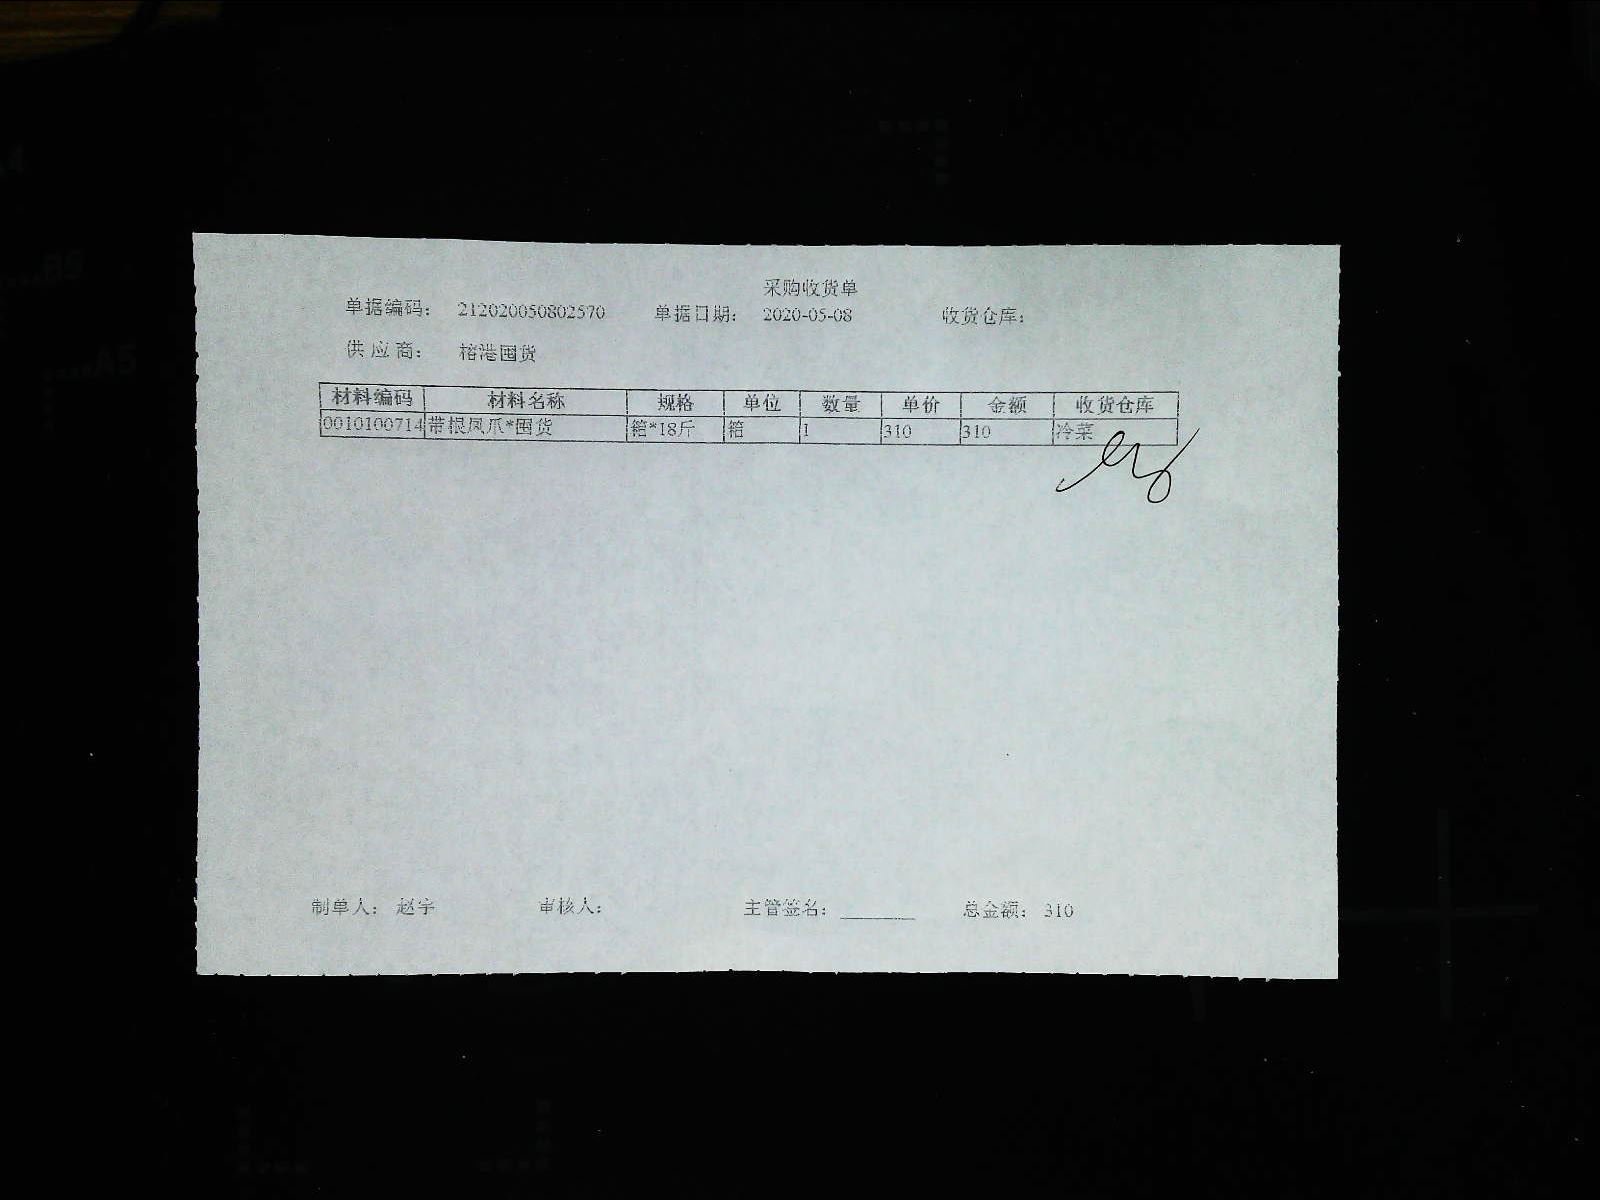 采购收货单
单据编码： 212020050802570 单据日期： 2020-05-08 收货仓库：
供应商： 榕港囤货
材料编码 材料名称 规格 单位 数量 单价 金额 收货仓库
0010100714 带根凤爪*囤货 箱*18斤 箱 1 310 310 冷菜
制单人： 赵宇 审核人： 主管签名： 总金额： 310
B5
A5